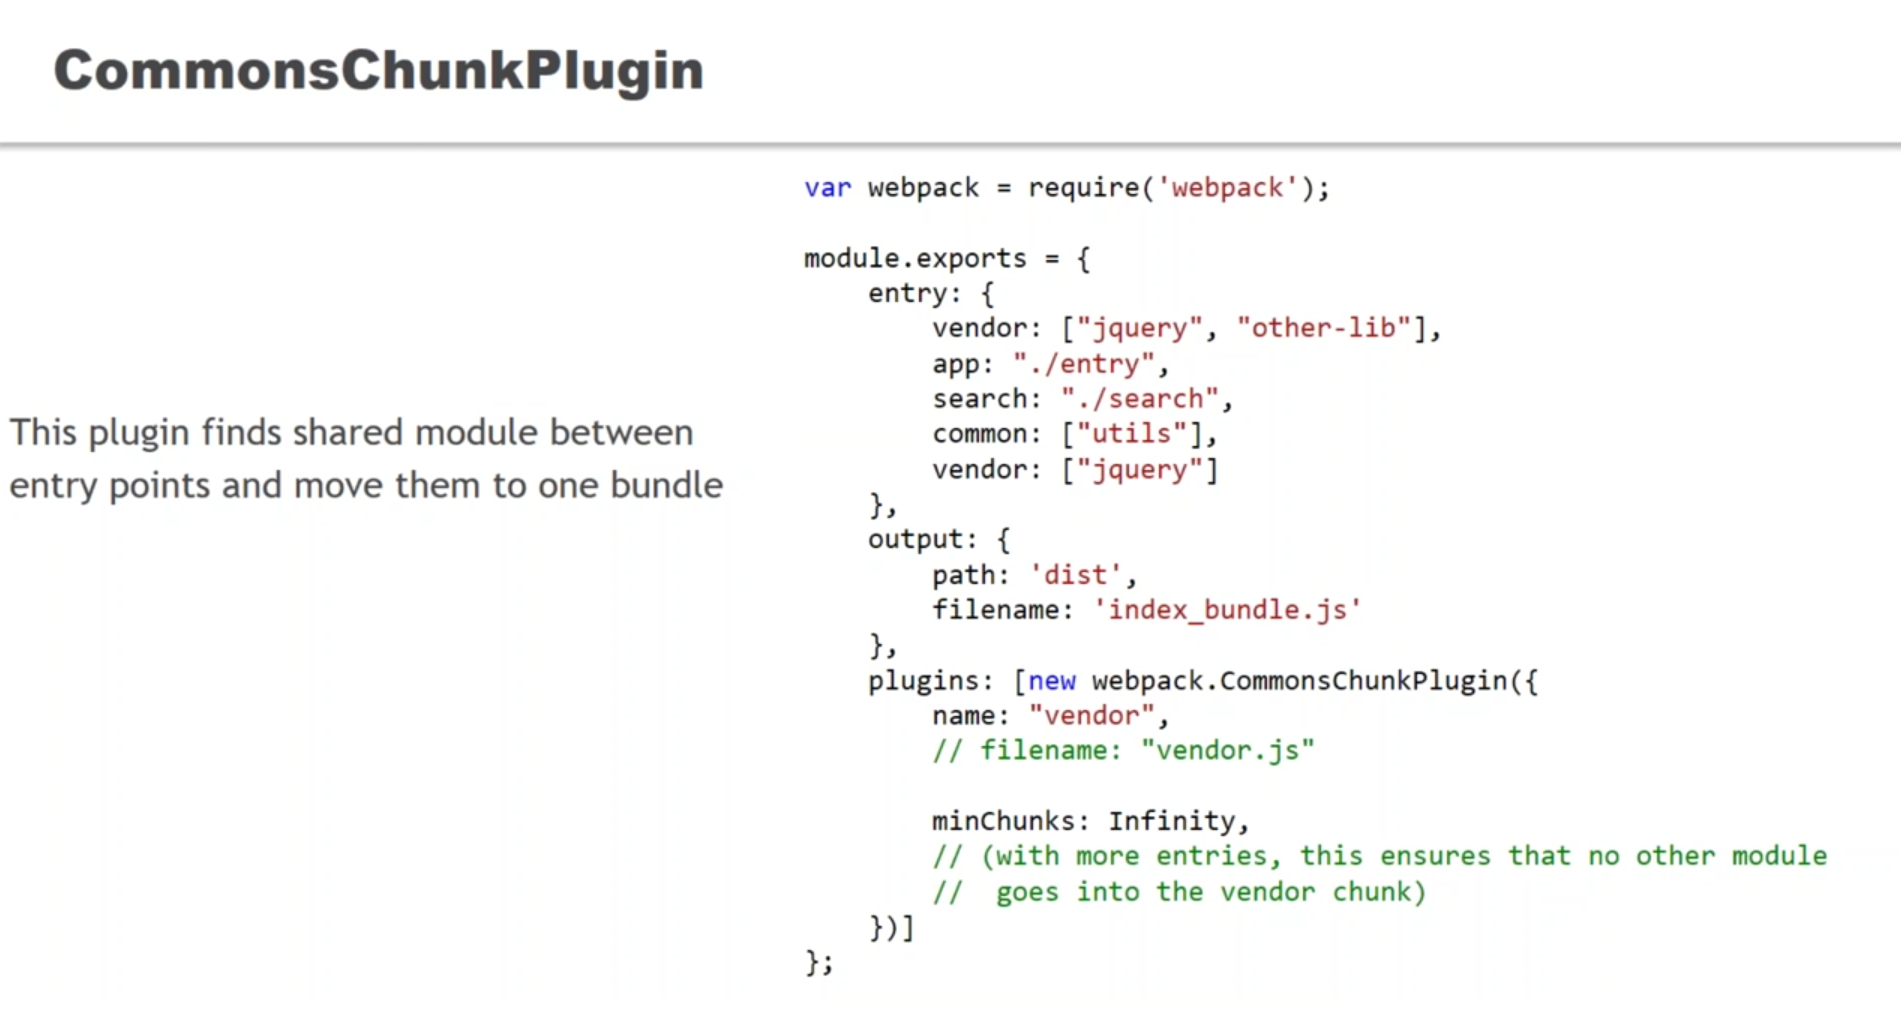 CommonsChunkPlugin
This plugin finds shared module between
entry points and move them to one bundle
var webpack = require('webpack');
module.exports = {
entry: {
vendor: ["jquery", "other-lib"],
app: "./entry",
search: "./search",
common: ["utils"],
vendor: ["jquery"]
},
output: {
path: 'dist',
filename: 'index_bundle.js'
},
plugins: [new webpack.CommonsChunkPlugin({
name: "vendor",
// filename: "vendor.js"
minChunks: Infinity,
// (with more entries, this ensures that no other module
//  goes into the vendor chunk)
})]
};